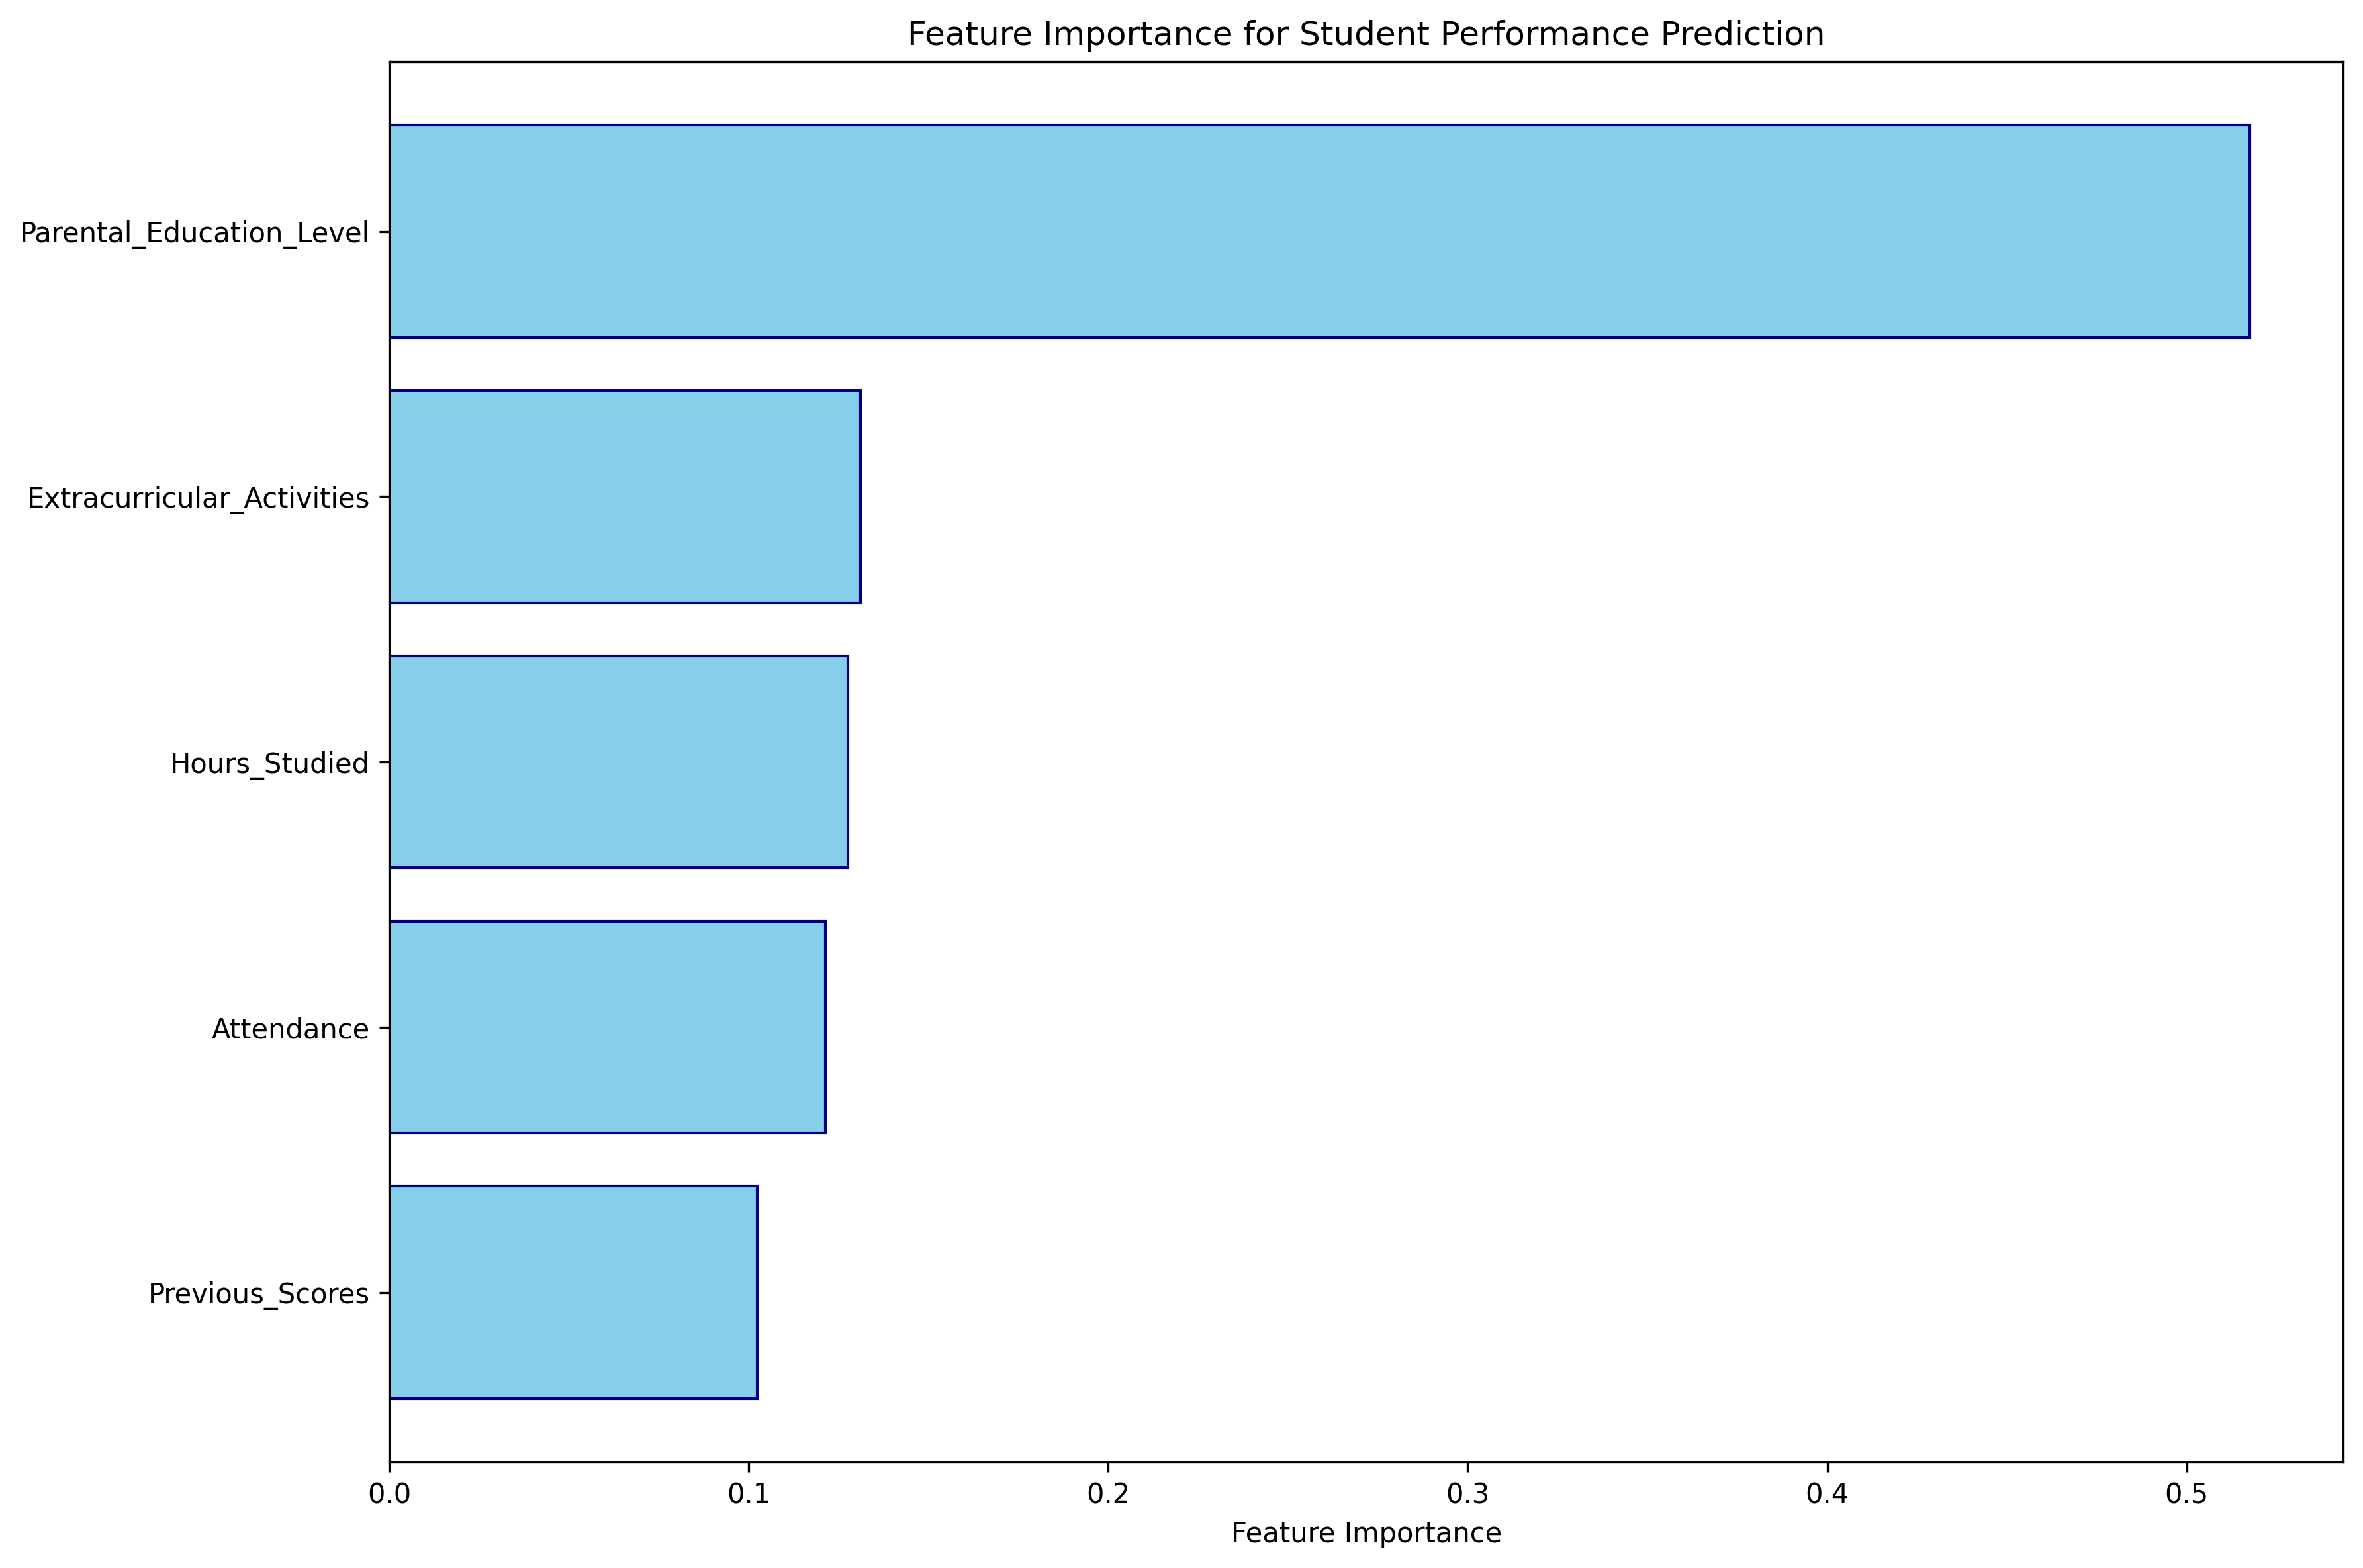 Feature Importance for Student Performance Prediction
Parental_Education_Level
Extracurricular_Activities
Hours_Studied
Attendance
Previous_Scores
0.0 0.1 0.2 0.3 0.4 0.5
Feature Importance